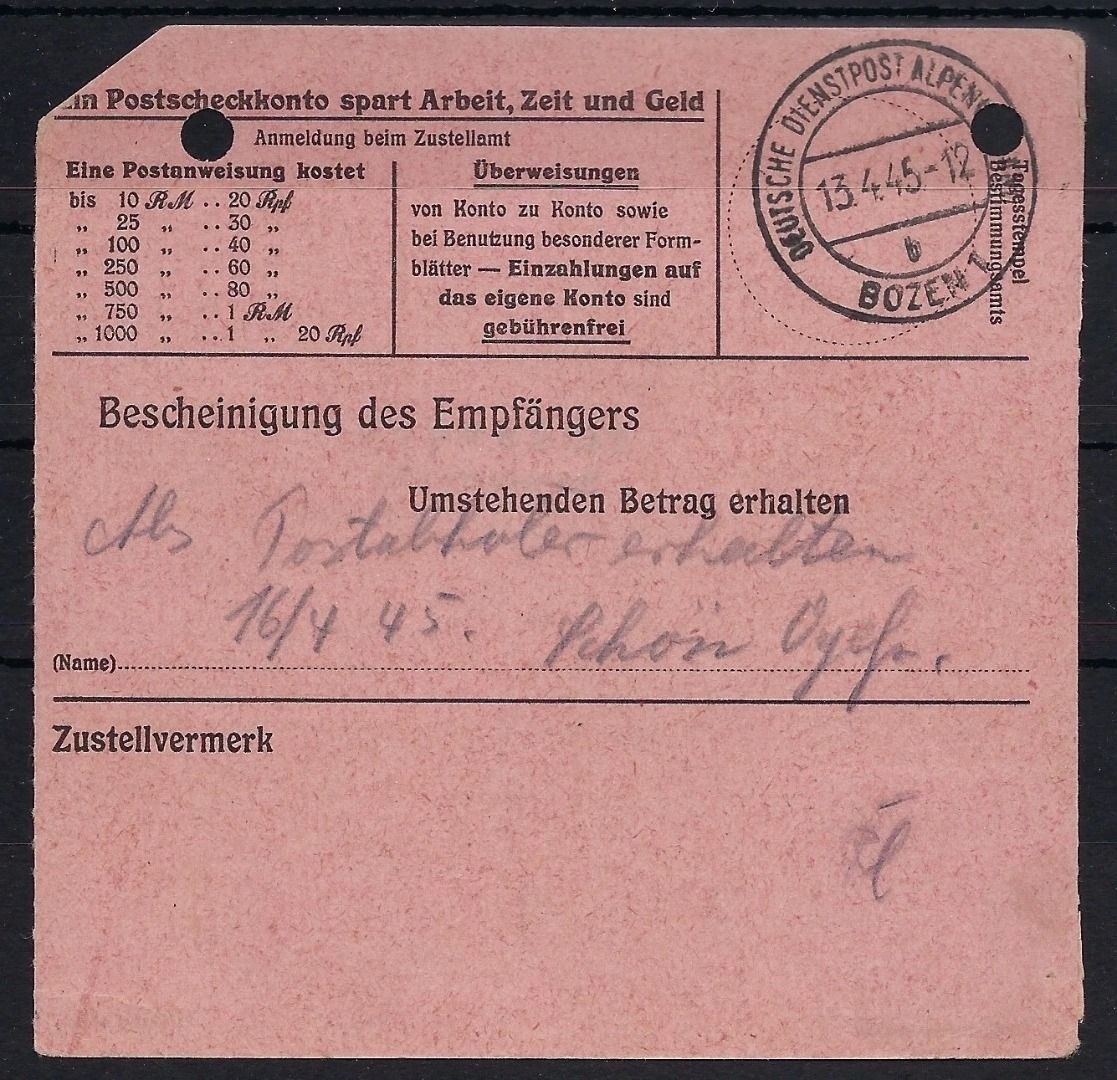 Ein Postscheckkonto spart Arbeit, Zeit und Geld
Anmeldung beim Zustellamt
Eine Postanweisung kostet
bis 10 RM .. 20 Rpf
„ 25 „ .. 30 „
„ 100 „ .. 40 „
„ 250 „ .. 60 „
„ 500 „ .. 80 „
„ 750 „ .. 1 RM
„ 1000 „ .. 1 „ 20 Rpf
Überweisungen
von Konto zu Konto sowie
bei Benutzung besonderer Form-
blätter — Einzahlungen auf
das eigene Konto sind
gebührenfrei
DEUTSCHE DIENSTPOST ALPEN
13.4.45.-12
b
BOZEN 1
Tagesstempel
Bestimmungsamts
Bescheinigung des Empfängers
Umstehenden Betrag erhalten
Als Postabholer erhalten
16/4 45. Schön
(Name)
Zustellvermerk